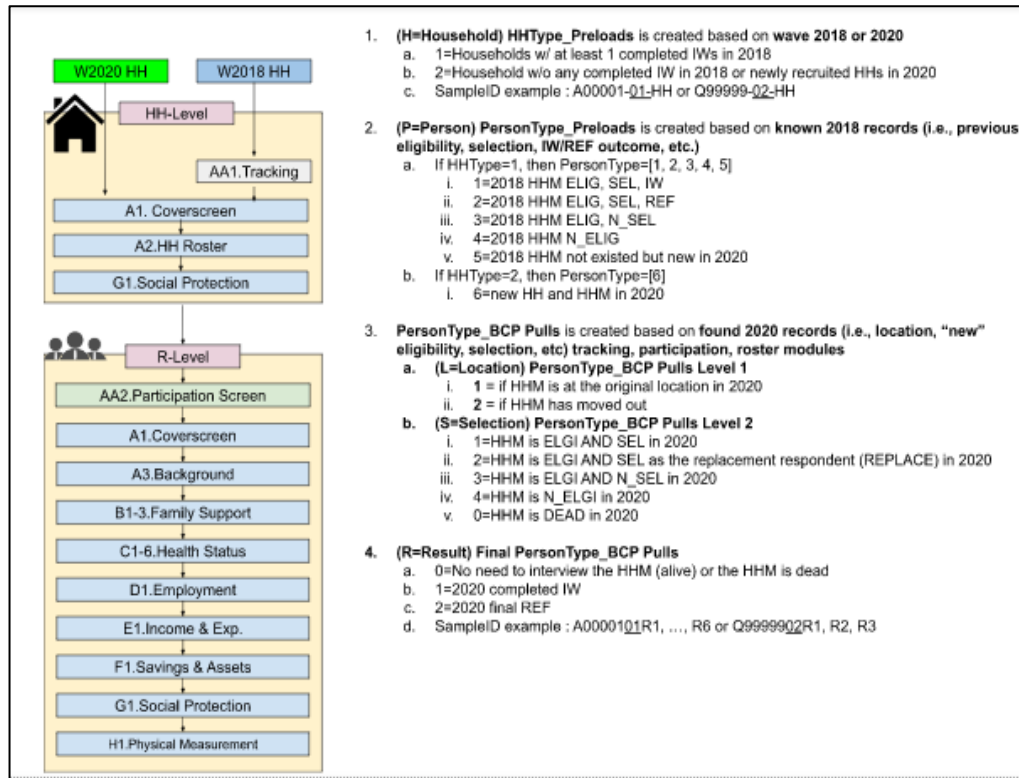 W2020 HH
W2018 HH
HH-Level
AA1.Tracking
A1. Coverscreen
A2.HH Roster
G1.Social Protection
R-Level
AA2.Participation Screen
A1.Coverscreen
A3.Background
B1-3.Family Support
C1-6.Health Status
D1.Employment
E1.Income & Exp.
F1.Savings & Assets
G1.Social Protection
H1.Physical Measurement
1. (H=Household) HHType_Preloads is created based on wave 2018 or 2020
a. 1=Households w/ at least 1 completed IWs in 2018
b. 2=Household w/o any completed IW in 2018 or newly recruited HHs in 2020
c. SampleID example : A00001-01-HH or Q99999-02-HH
2. (P=Person) PersonType_Preloads is created based on known 2018 records (i.e., previous
eligibility, selection, IW/REF outcome, etc.)
a. If HHType=1, then PersonType=[1, 2, 3, 4, 5]
i. 1=2018 HHM ELIG, SEL, IW
ii. 2=2018 HHM ELIG, SEL, REF
iii. 3=2018 HHM ELIG, N_SEL
iv. 4=2018 HHM N_ELIG
v. 5=2018 HHM not existed but new in 2020
b. If HHType=2, then PersonType=[6]
i. 6=new HH and HHM in 2020
3. PersonType_BCP Pulls is created based on found 2020 records (i.e., location, “new”
eligibility, selection, etc) tracking, participation, roster modules
a. (L=Location) PersonType_BCP Pulls Level 1
i. 1 = if HHM is at the original location in 2020
ii. 2 = if HHM has moved out
b. (S=Selection) PersonType_BCP Pulls Level 2
i. 1=HHM is ELGI AND SEL in 2020
ii. 2=HHM is ELGI AND SEL as the replacement respondent (REPLACE) in 2020
iii. 3=HHM is ELGI AND N_SEL in 2020
iv. 4=HHM is N_ELGI in 2020
v. 0=HHM is DEAD in 2020
4. (R=Result) Final PersonType_BCP Pulls
a. 0=No need to interview the HHM (alive) or the HHM is dead
b. 1=2020 completed IW
c. 2=2020 final REF
d. SampleID example : A0000101R1, …, R6 or Q9999902R1, R2, R3